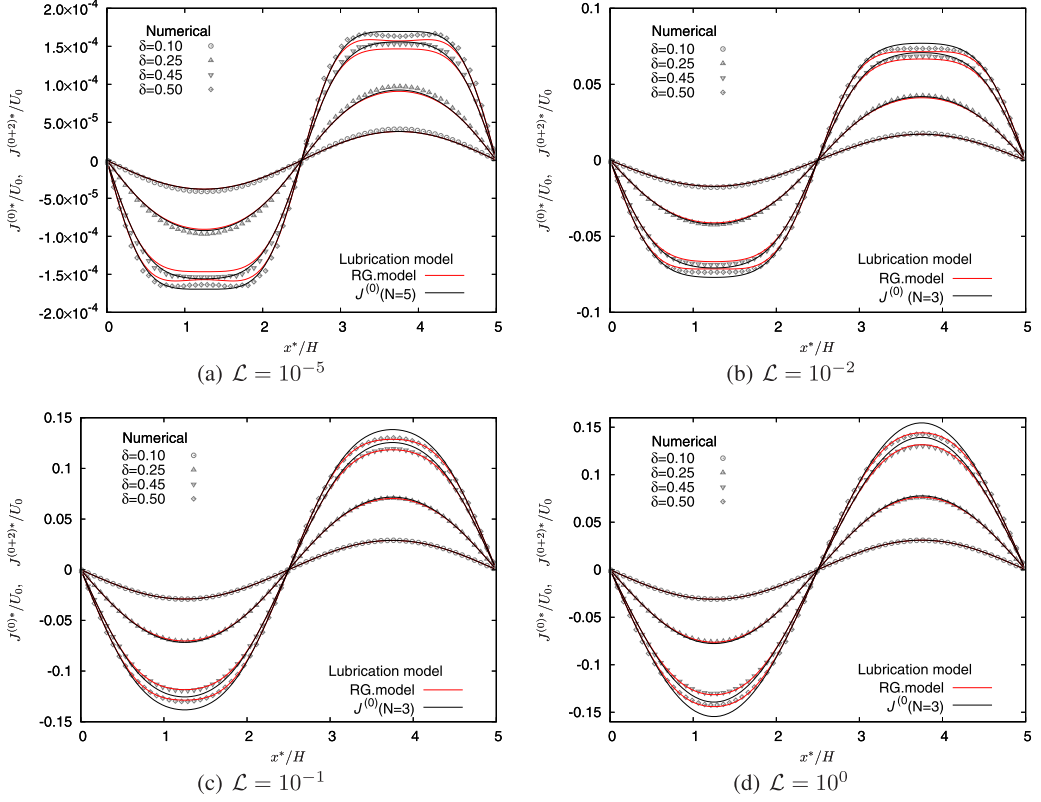 2.0×10⁻⁴
1.5×10⁻⁴
1.0×10⁻⁴
5.0×10⁻⁵
0
-5.0×10⁻⁵
-1.0×10⁻⁴
-1.5×10⁻⁴
-2.0×10⁻⁴
J⁽⁰⁾*/U₀, J⁽⁰⁺²⁾*/U₀
Numerical
δ=0.10
δ=0.25
δ=0.45
δ=0.50
Lubrication model
RG.model
J⁽⁰⁾(N=5)
0 1 2 3 4 5
x*/H
(a) ℒ = 10⁻⁵
0.1
0.05
0
-0.05
-0.1
J⁽⁰⁾*/U₀, J⁽⁰⁺²⁾*/U₀
Numerical
δ=0.10
δ=0.25
δ=0.45
δ=0.50
Lubrication model
RG.model
J⁽⁰⁾(N=3)
0 1 2 3 4 5
x*/H
(b) ℒ = 10⁻²
0.15
0.1
0.05
0
-0.05
-0.1
-0.15
J⁽⁰⁾*/U₀, J⁽⁰⁺²⁾*/U₀
Numerical
δ=0.10
δ=0.25
δ=0.45
δ=0.50
Lubrication model
RG.model
J⁽⁰⁾(N=3)
0 1 2 3 4 5
x*/H
(c) ℒ = 10⁻¹
0.15
0.1
0.05
0
-0.05
-0.1
-0.15
J⁽⁰⁾*/U₀, J⁽⁰⁺²⁾*/U₀
Numerical
δ=0.10
δ=0.25
δ=0.45
δ=0.50
Lubrication model
RG.model
J⁽⁰(N=3)
0 1 2 3 4 5
x*/H
(d) ℒ = 10⁰